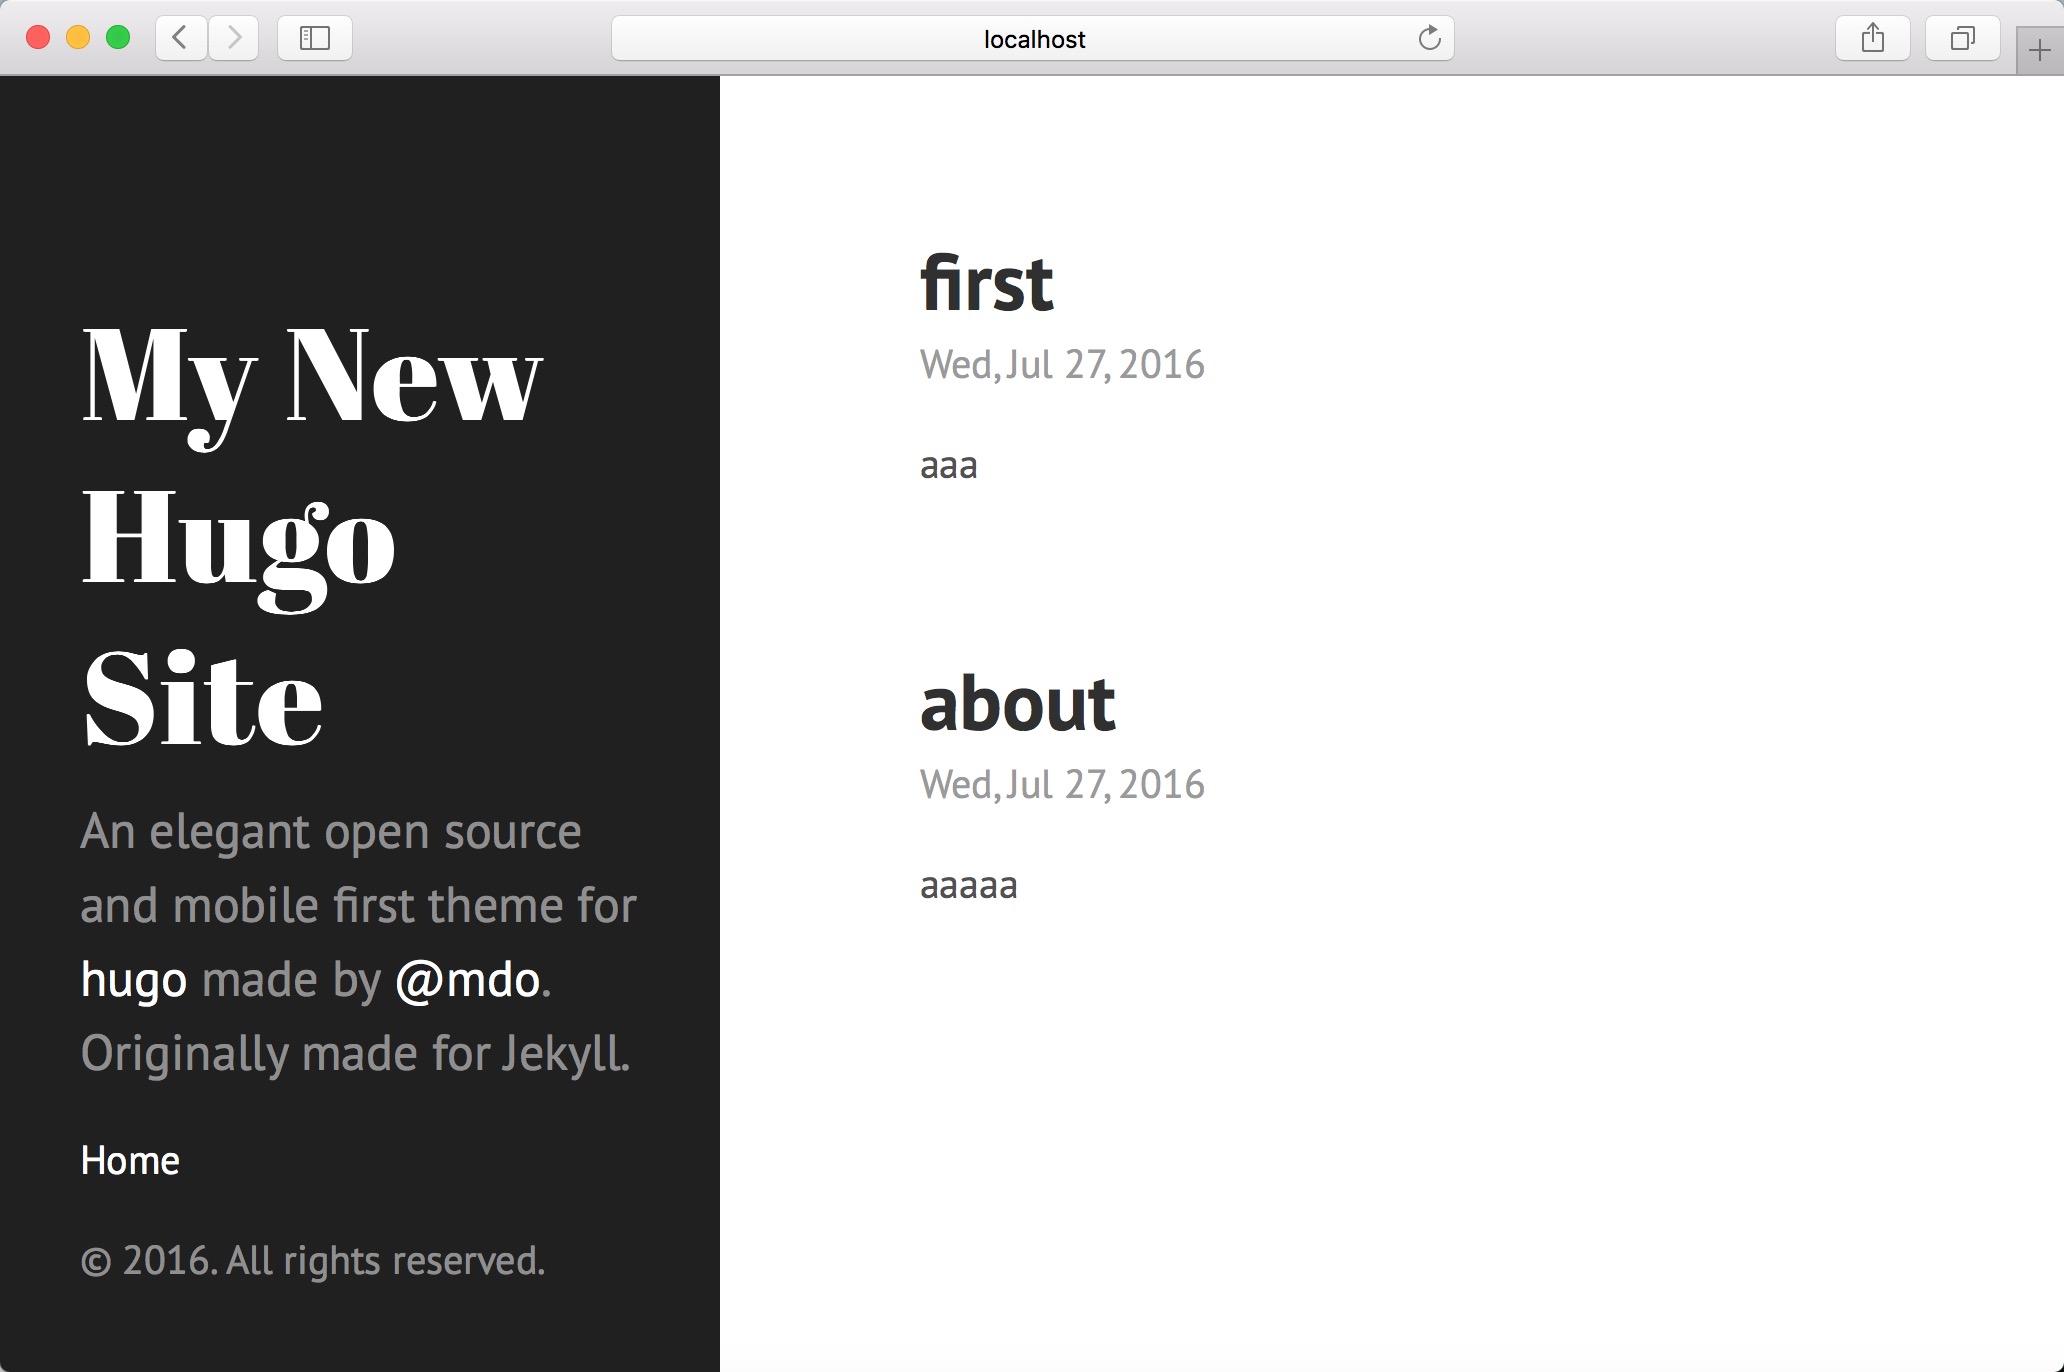 localhost
My New
Hugo
Site
An elegant open source
and mobile first theme for
hugo made by @mdo.
Originally made for Jekyll.
Home
© 2016. All rights reserved.
first
Wed, Jul 27, 2016
aaa
about
Wed, Jul 27, 2016
aaaaa